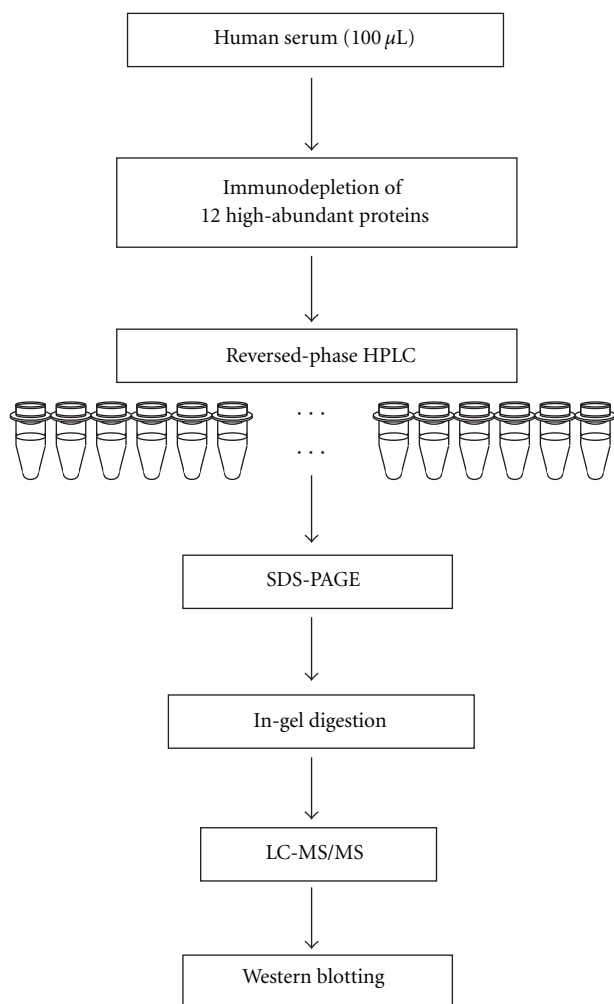 Human serum (100 μL)
Immunodepletion of
12 high-abundant proteins
Reversed-phase HPLC
· · ·
· · ·
SDS-PAGE
In-gel digestion
LC-MS/MS
Western blotting